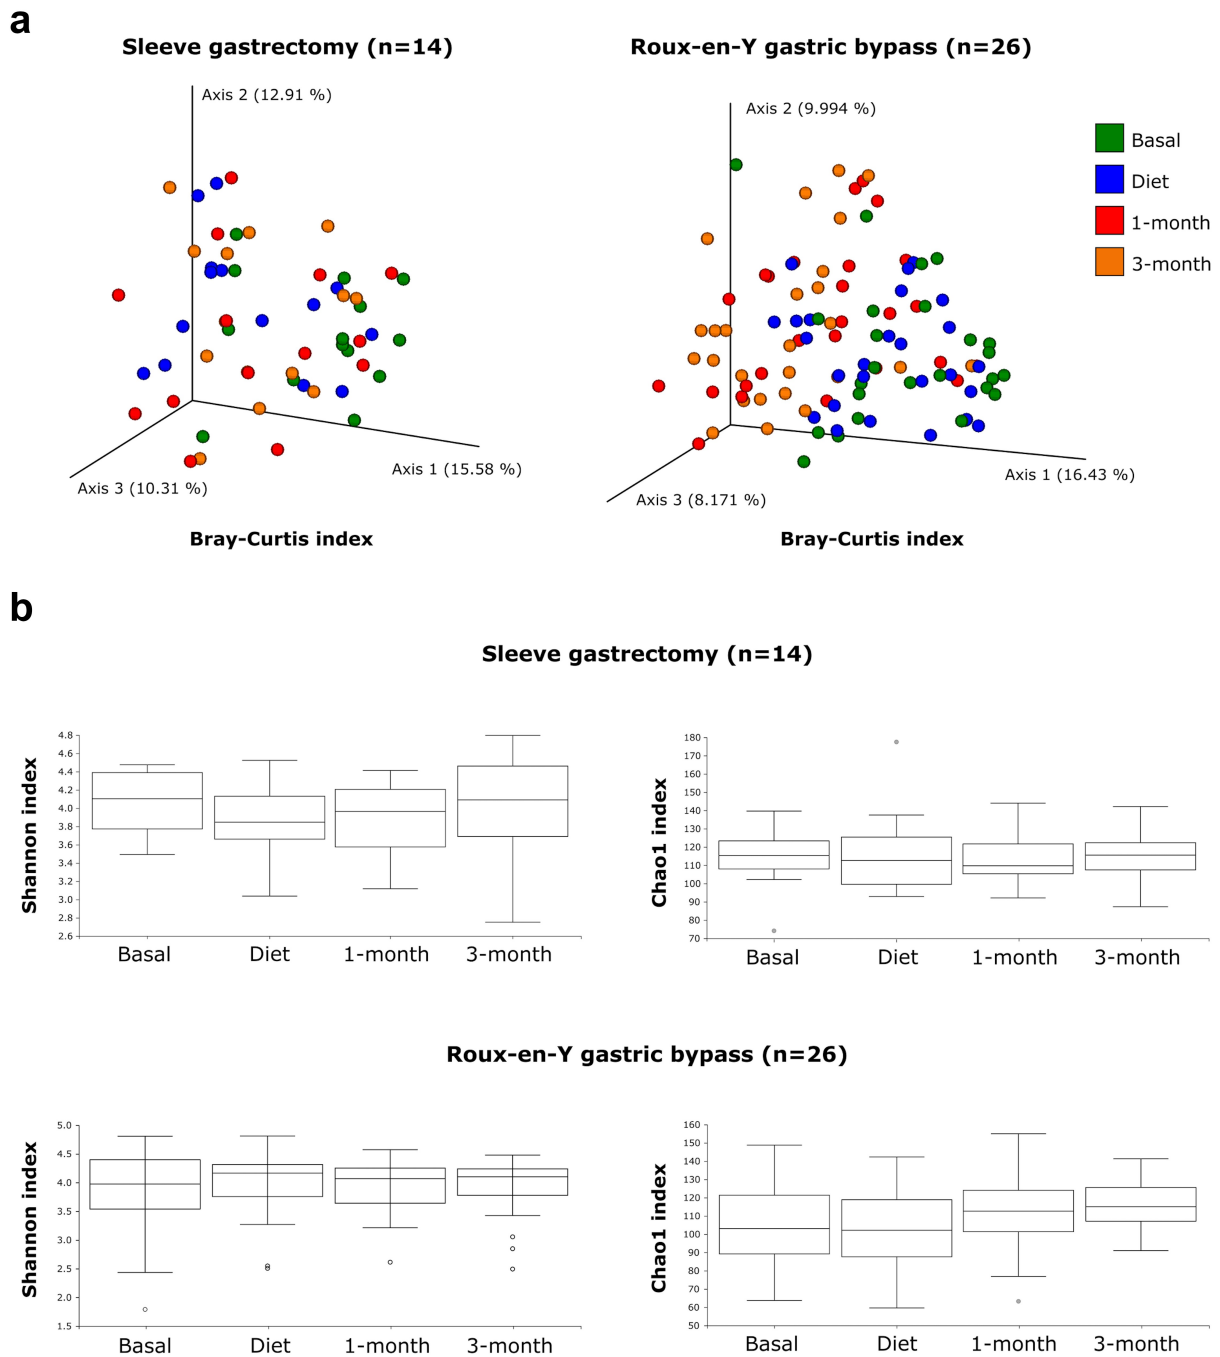 a
Sleeve gastrectomy (n=14)
Roux-en-Y gastric bypass (n=26)
Axis 2 (12.91 %)
Axis 1 (15.58 %)
Axis 3 (10.31 %)
Bray-Curtis index
Axis 2 (9.994 %)
Axis 1 (16.43 %)
Axis 3 (8.171 %)
Bray-Curtis index
Basal
Diet
1-month
3-month
b
Sleeve gastrectomy (n=14)
Shannon index
4.8
4.6
4.4
4.2
4.0
3.8
3.6
3.4
3.2
3.0
2.8
2.6
Basal Diet 1-month 3-month
Chao1 index
180
170
160
150
140
130
120
110
100
90
80
70
Basal Diet 1-month 3-month
Roux-en-Y gastric bypass (n=26)
Shannon index
5.0
4.5
4.0
3.5
3.0
2.5
2.0
1.5
Basal Diet 1-month 3-month
Chao1 index
160
150
140
130
120
110
100
90
80
70
60
50
Basal Diet 1-month 3-month